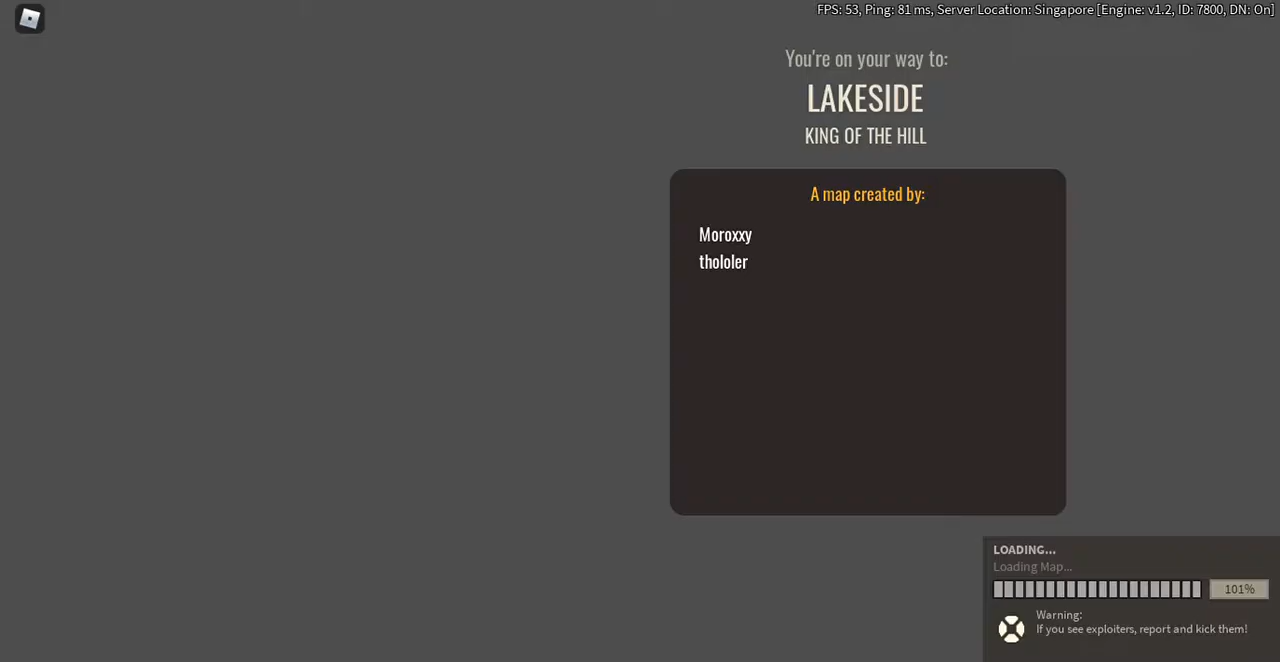 FPS: 53, Ping: 81 ms, Server Location: Singapore [Engine: v1.2, ID: 7800, DN: On]
You're on your way to:
LAKESIDE
KING OF THE HILL
A map created by:
Moroxxy
thololer
LOADING...
Loading Map...
101%
Warning:
If you see exploiters, report and kick them!